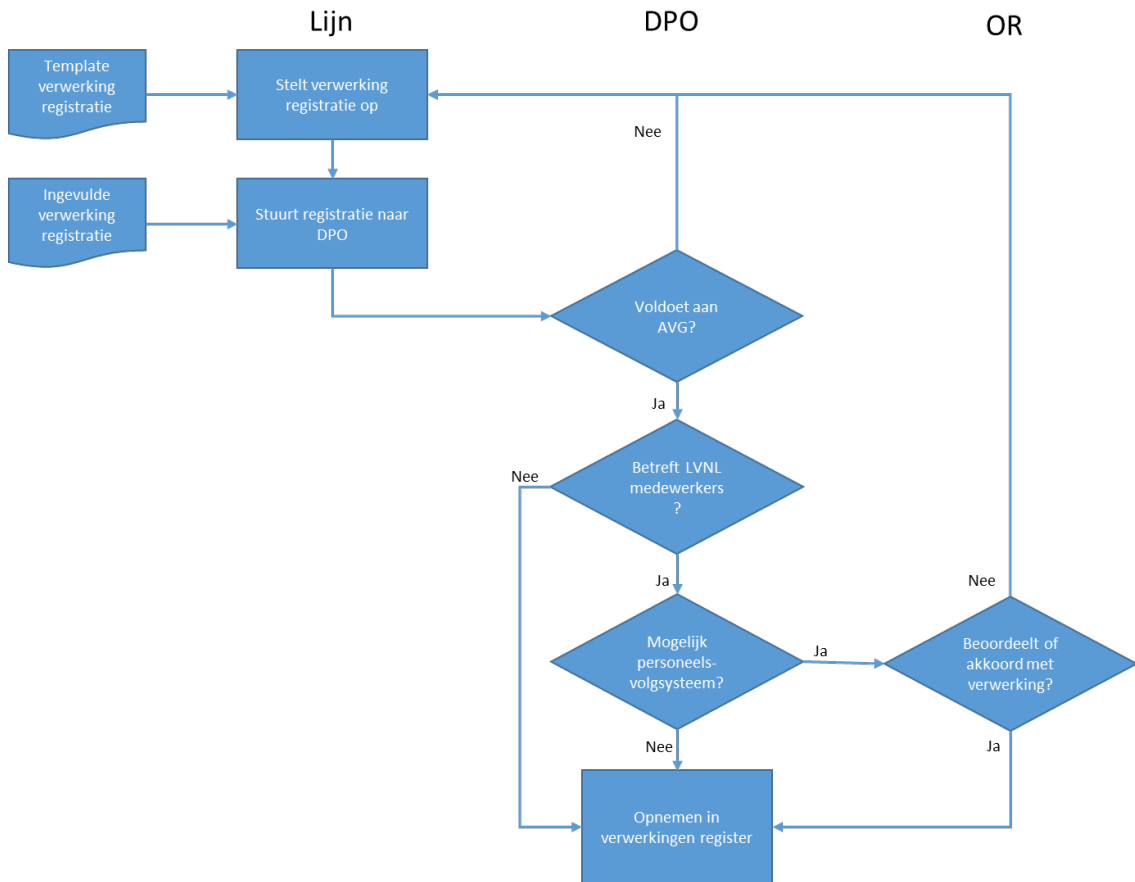 Lijn
DPO
OR
Template
verwerking
registratie
Stelt verwerking
registratie op
Nee
Ingevulde
verwerking
registratie
Stuurt registratie naar
DPO
Voldoet aan
AVG?
Ja
Nee
Betreft LVNL
medewerkers
?
Ja
Nee
Mogelijk
personeels-
volgsysteem?
Ja
Beoordeelt of
akkoord met
verwerking?
Nee
Ja
Opnemen in
verwerkingen register